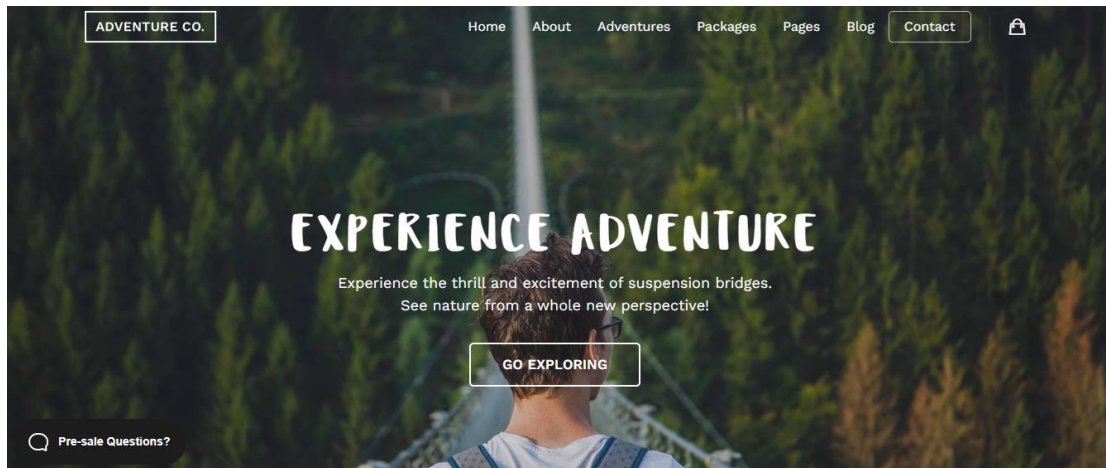 ADVENTURE CO.
Home About Adventures Packages Pages Blog Contact
EXPERIENCE ADVENTURE
Experience the thrill and excitement of suspension bridges.
See nature from a whole new perspective!
GO EXPLORING
Pre-sale Questions?